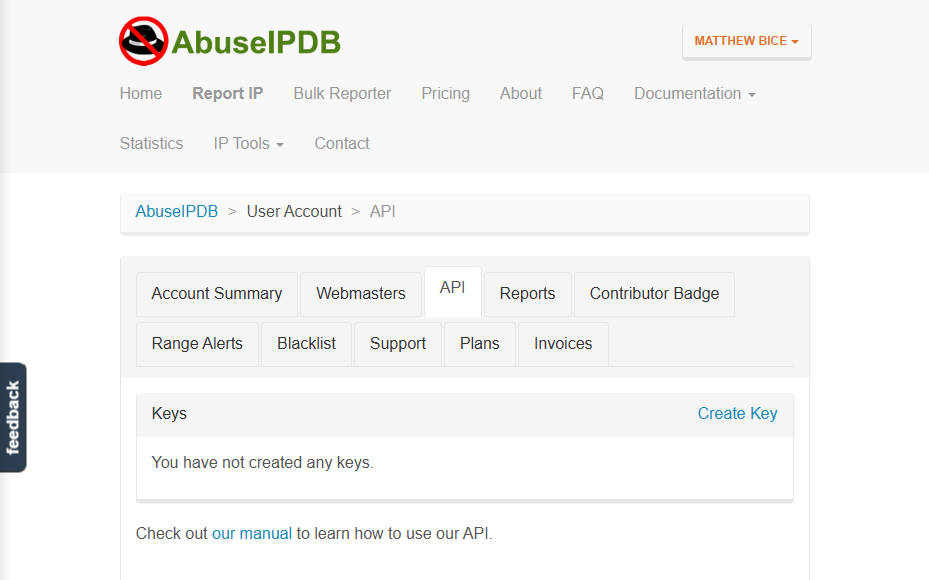 AbuseIPDB
MATTHEW BICE
Home Report IP Bulk Reporter Pricing About FAQ Documentation
Statistics IP Tools Contact
AbuseIPDB > User Account > API
Account Summary Webmasters API Reports Contributor Badge
Range Alerts Blacklist Support Plans Invoices
feedback
Keys Create Key
You have not created any keys.
Check out our manual to learn how to use our API.